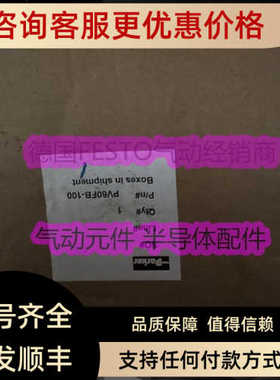 咨询客服更优惠价格
德国FESTO气动经销商
Boxes in shipment
P/n# PV60FB-100
Qty# 1
气动元件 半导体配件
Parker
号齐全
品质保障 值得信赖
发顺丰
支持任何付款方式